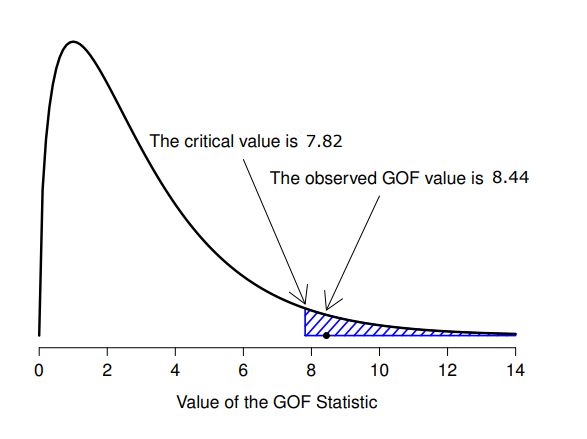 The critical value is 7.82
The observed GOF value is 8.44
0 2 4 6 8 10 12 14
Value of the GOF Statistic